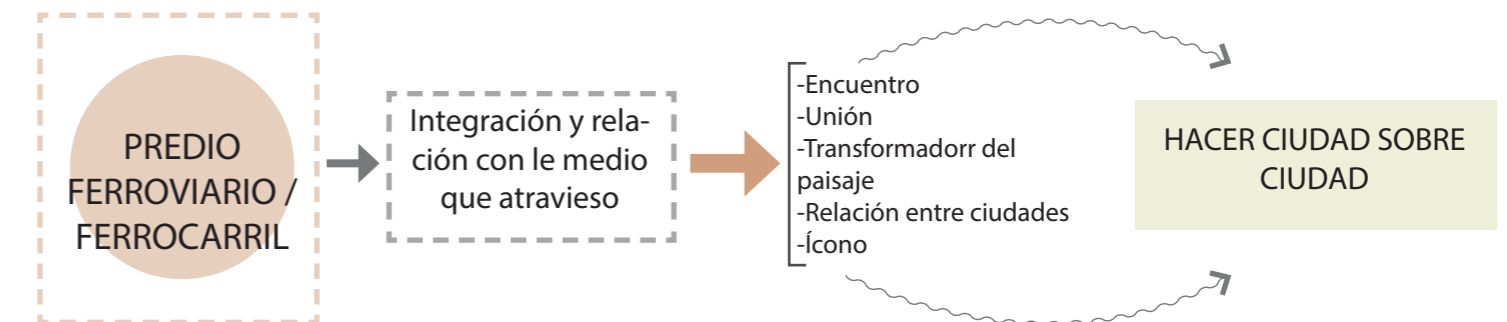 PREDIO
FERROVIARIO /
FERROCARRIL
Integración y rela-
ción con le medio
que atravieso
-Encuentro
-Unión
-Transformadorr del
paisaje
-Relación entre ciudades
-Ícono
HACER CIUDAD SOBRE
CIUDAD